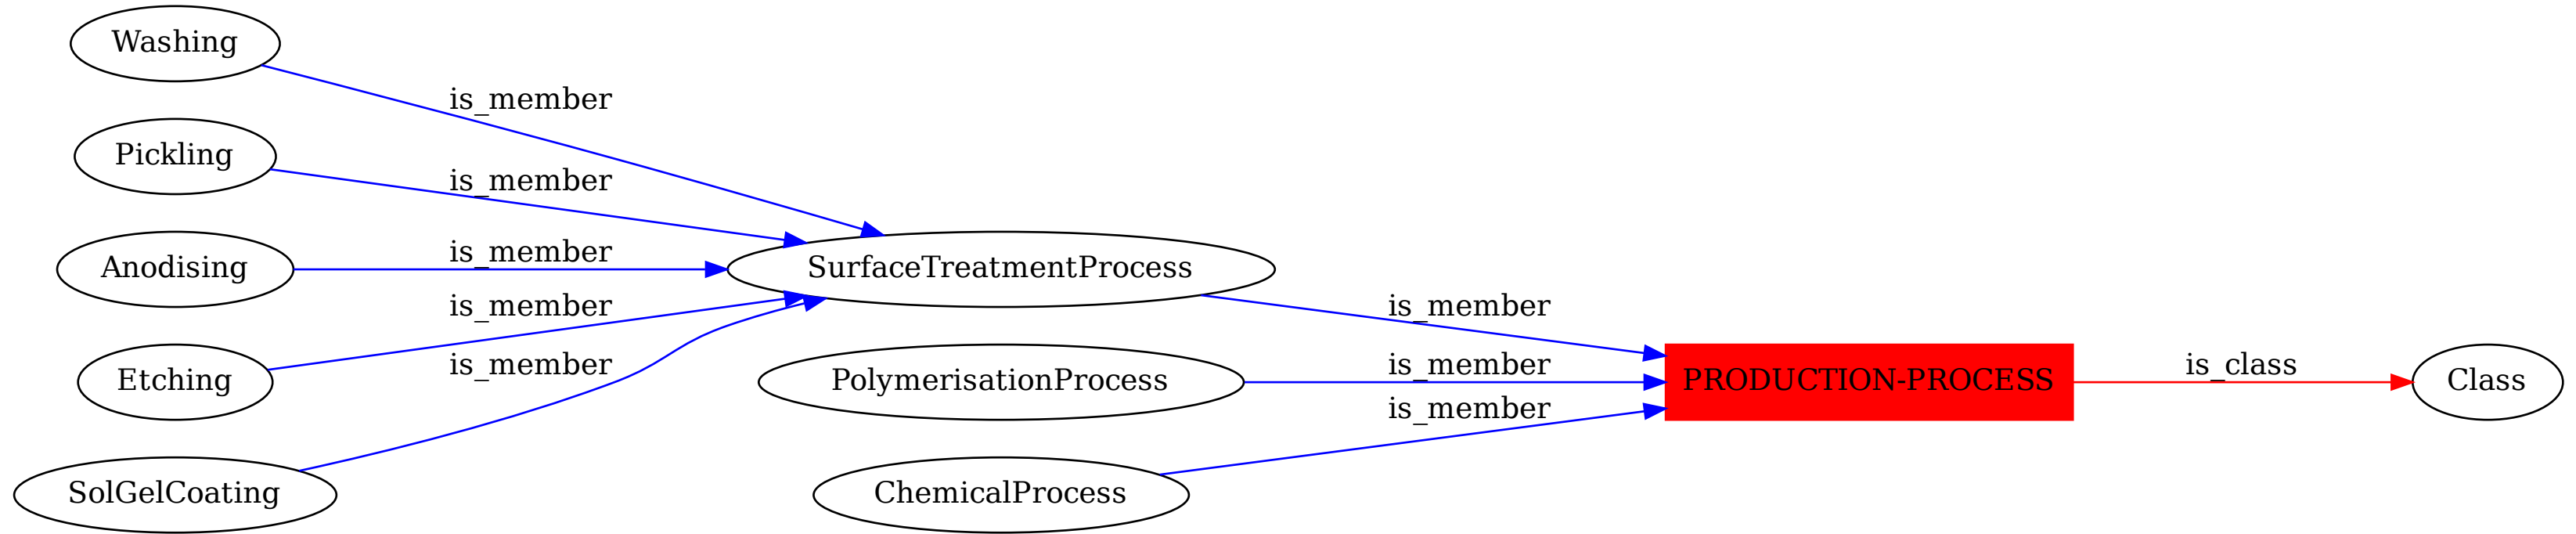 Washing
is_member
Pickling
is_member
Anodising
is_member
SurfaceTreatmentProcess
is_member
Etching
is_member
is_member
SolGelCoating
PolymerisationProcess
is_member
ChemicalProcess
is_member
PRODUCTION-PROCESS
is_class
Class